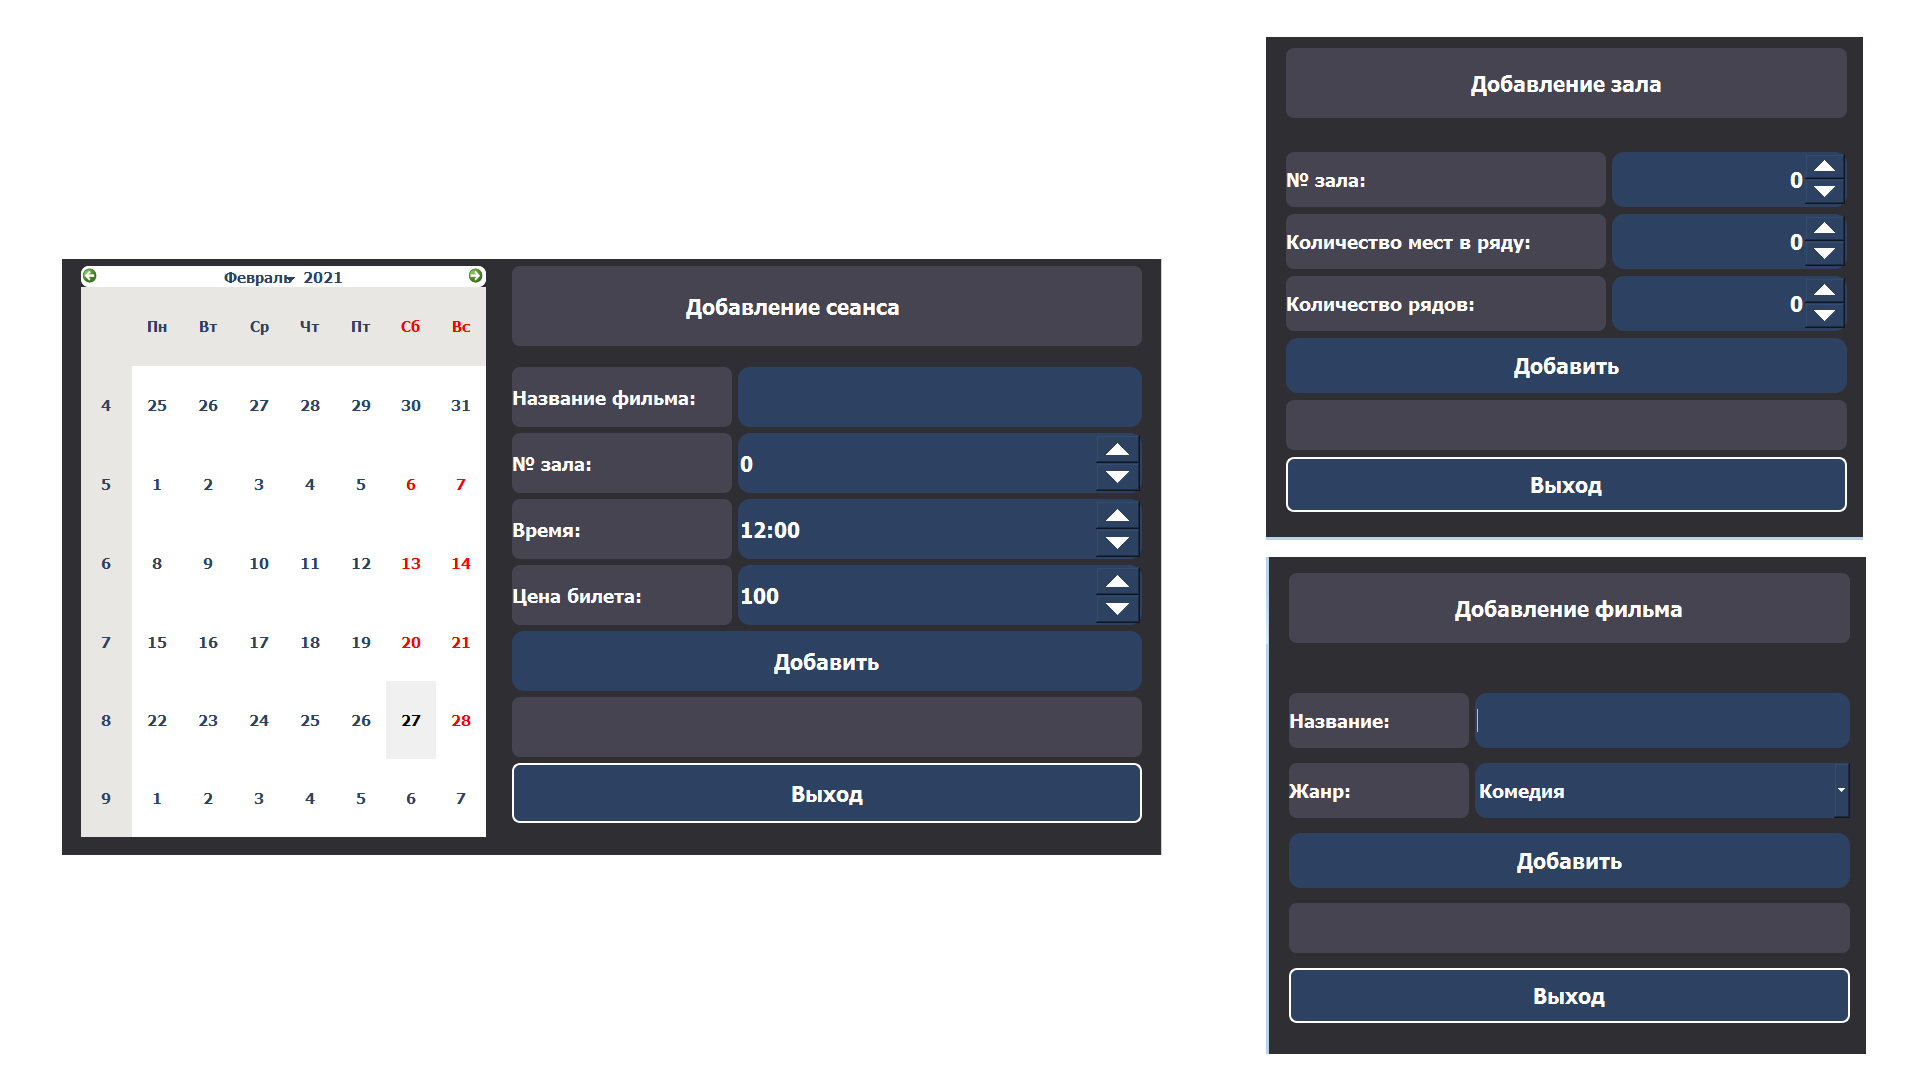 Февраль 2021
Пн Вт Ср Чт Пт Сб Вс
4 25 26 27 28 29 30 31
5 1 2 3 4 5 6 7
6 8 9 10 11 12 13 14
7 15 16 17 18 19 20 21
8 22 23 24 25 26 27 28
9 1 2 3 4 5 6 7
Добавление сеанса
Название фильма:
№ зала: 0
Время: 12:00
Цена билета: 100
Добавить
Выход
Добавление зала
№ зала: 0
Количество мест в ряду: 0
Количество рядов: 0
Добавить
Выход
Добавление фильма
Название:
Жанр: Комедия
Добавить
Выход